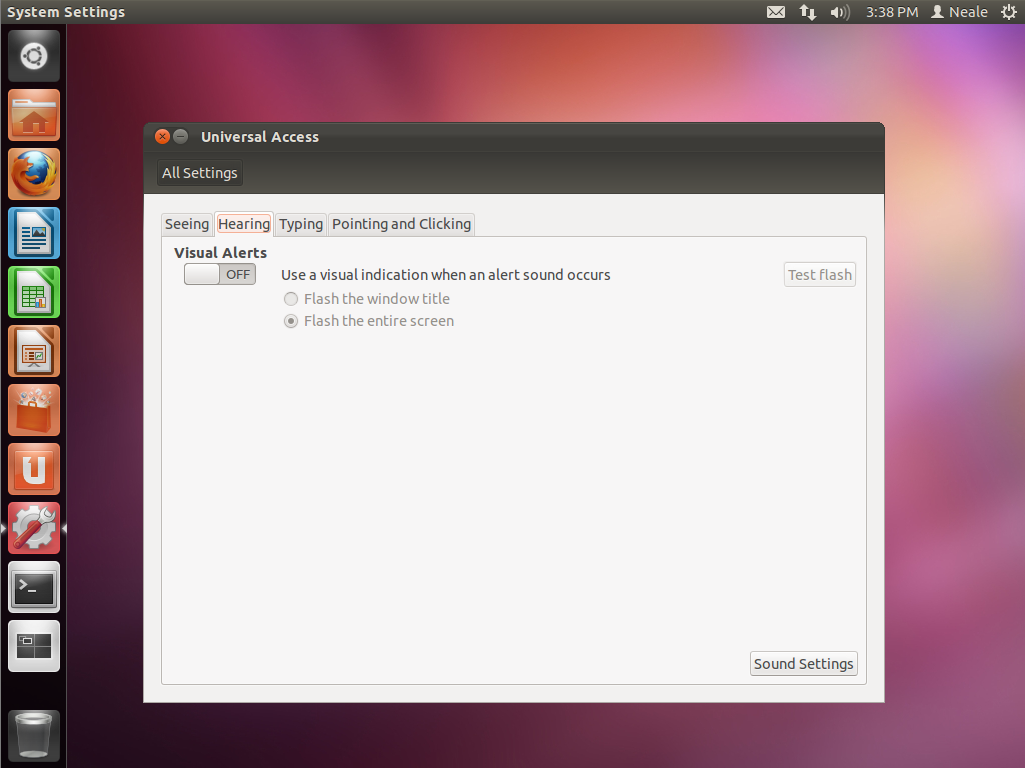 System Settings
3:38 PM Neale
Universal Access
All Settings
Seeing Hearing Typing Pointing and Clicking
Visual Alerts
OFF Use a visual indication when an alert sound occurs Test flash
Flash the window title
Flash the entire screen
Sound Settings